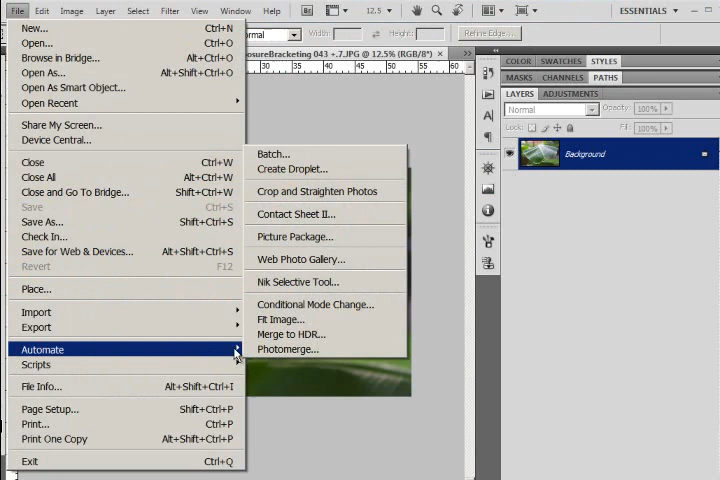 File Edit Image Layer Select Filter View Window Help Br 12.5 ESSENTIALS
rmal Width: Height: Refine Edge...
osureBracketing 043 +.7.JPG @ 12.5% (RGB/8*)
30 35 40 45 50 55 60
New... Ctrl+N
Open... Ctrl+O
Browse in Bridge... Alt+Ctrl+O
Open As... Alt+Shift+Ctrl+O
Open As Smart Object...
Open Recent
Share My Screen...
Device Central...
Close Ctrl+W
Close All Alt+Ctrl+W
Close and Go To Bridge... Shift+Ctrl+W
Save Ctrl+S
Save As... Shift+Ctrl+S
Check In...
Save for Web & Devices... Alt+Shift+Ctrl+S
Revert F12
Place...
Import
Export
Automate
Scripts
File Info... Alt+Shift+Ctrl+I
Page Setup... Shift+Ctrl+P
Print... Ctrl+P
Print One Copy Alt+Shift+Ctrl+P
Exit Ctrl+Q
Batch...
Create Droplet...
Crop and Straighten Photos
Contact Sheet II...
Picture Package...
Web Photo Gallery...
Nik Selective Tool...
Conditional Mode Change...
Fit Image...
Merge to HDR...
Photomerge...
COLOR SWATCHES STYLES
MASKS CHANNELS PATHS
LAYERS ADJUSTMENTS
Normal Opacity: 100%
Lock: Fill: 100%
Background